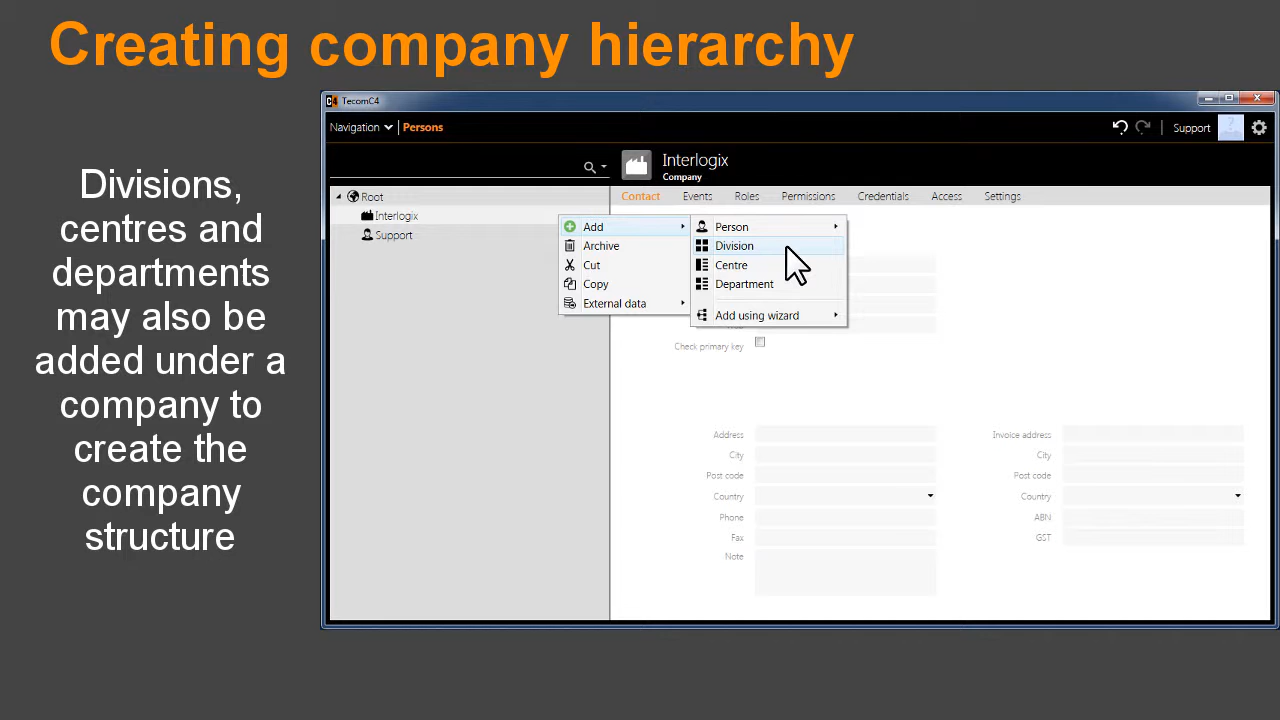 Creating company hierarchy
Divisions,
centres and
departments
may also be
added under a
company to
create the
company
structure
C4 TecomC4
Navigation Persons
Support
Interlogix
Company
Root
Interlogix
Support
Contact Events Roles Permissions Credentials Access Settings
Add
Archive
Cut
Copy
External data
Person
Division
Centre
Department
Add using wizard
Check primary key
Address
City
Post code
Country
Phone
Fax
Note
Invoice address
City
Post code
Country
ABN
GST